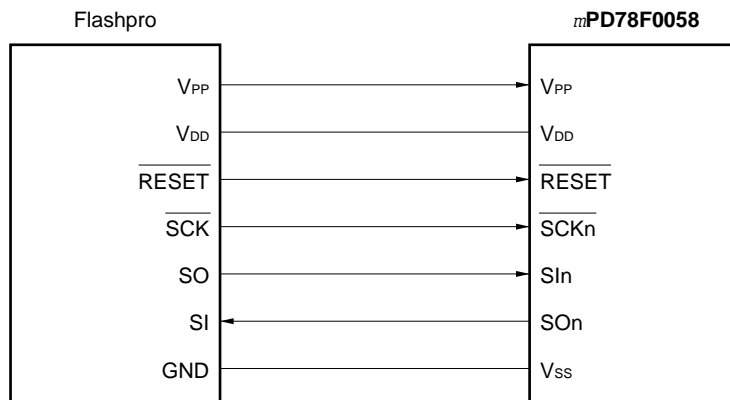 Flashpro mPD78F0058
VPP VPP
VDD VDD
RESET RESET
SCK SCKn
SO SIn
SI SOn
GND VSS